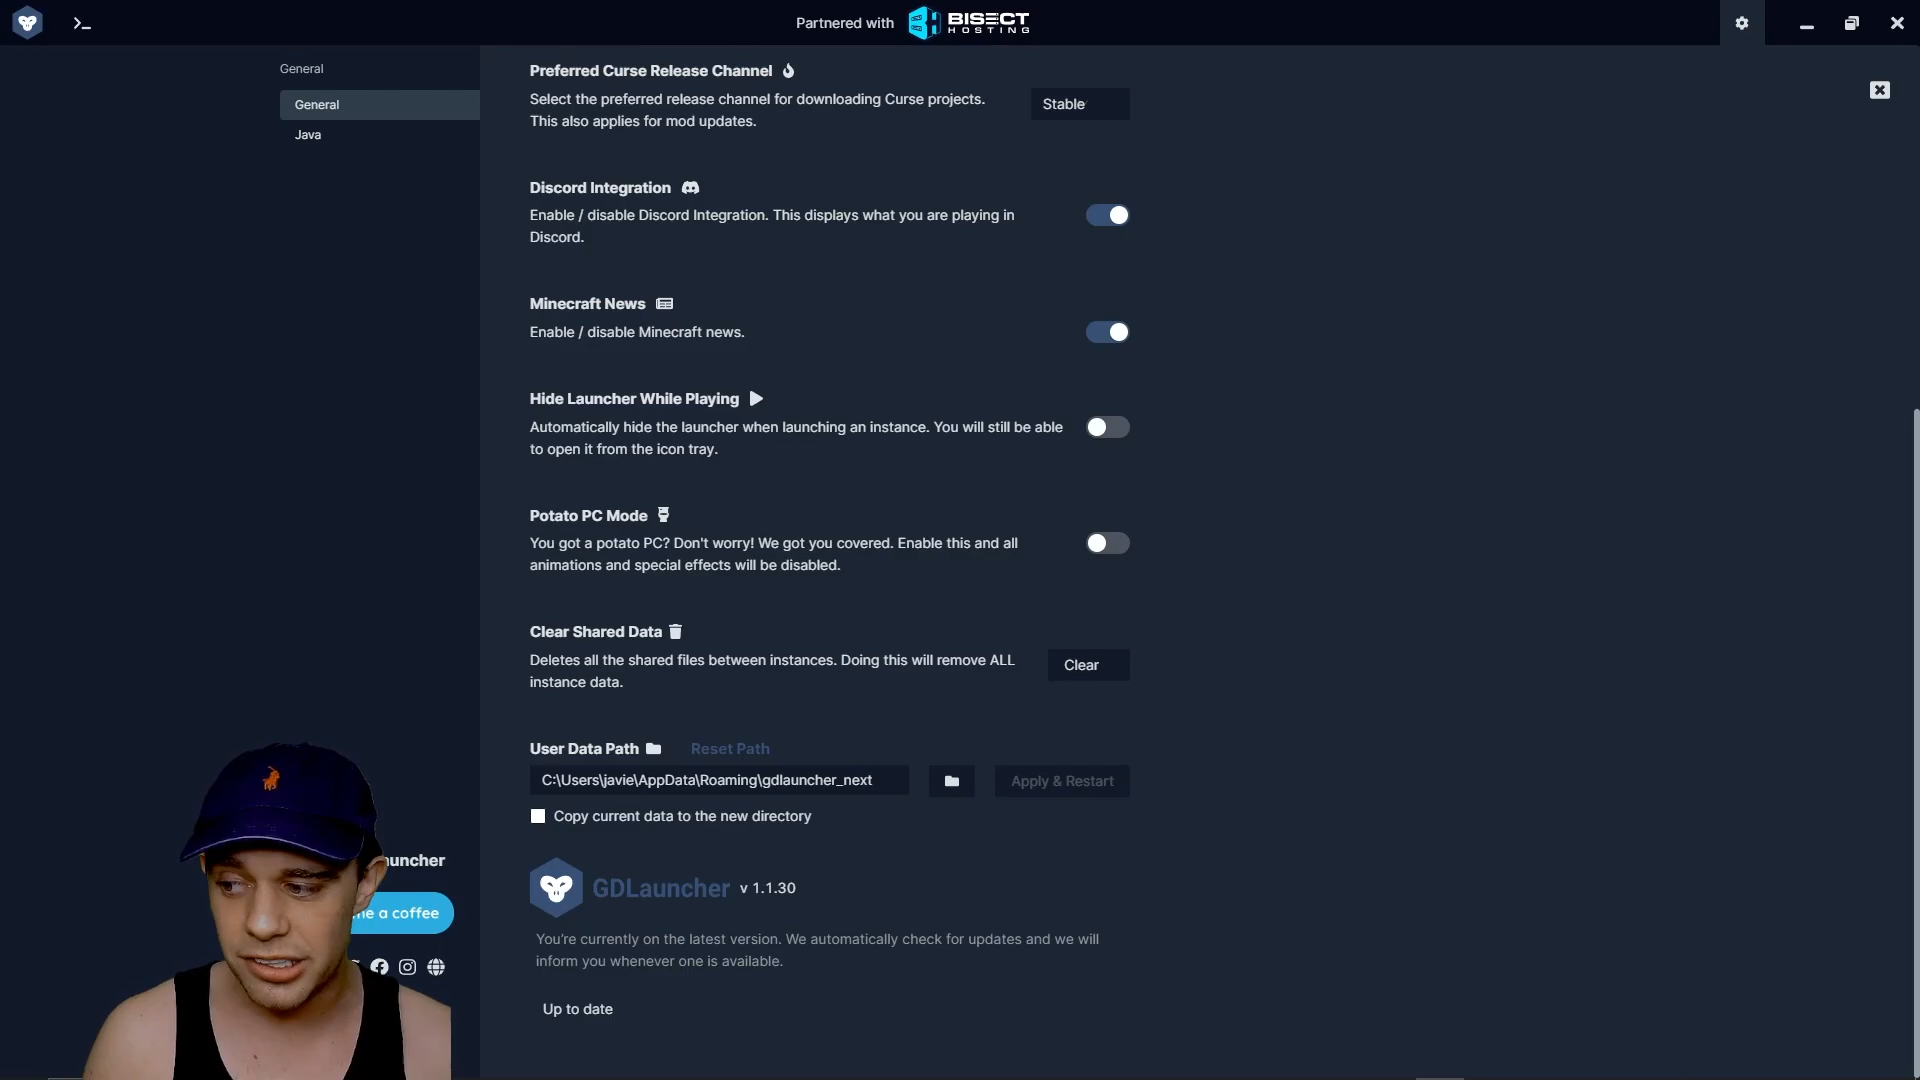 Partnered with BISECT HOSTING
General
General
Java
Preferred Curse Release Channel
Select the preferred release channel for downloading Curse projects.
This also applies for mod updates.
Stable
Discord Integration
Enable / disable Discord Integration. This displays what you are playing in
Discord.
Minecraft News
Enable / disable Minecraft news.
Hide Launcher While Playing
Automatically hide the launcher when launching an instance. You will still be able
to open it from the icon tray.
Potato PC Mode
You got a potato PC? Don't worry! We got you covered. Enable this and all
animations and special effects will be disabled.
Clear Shared Data
Deletes all the shared files between instances. Doing this will remove ALL
instance data.
Clear
User Data Path Reset Path
C:\Users\javie\AppData\Roaming\gdlauncher_next
Apply & Restart
Copy current data to the new directory
GDLauncher v 1.1.30
You're currently on the latest version. We automatically check for updates and we will
inform you whenever one is available.
Up to date
a coffee